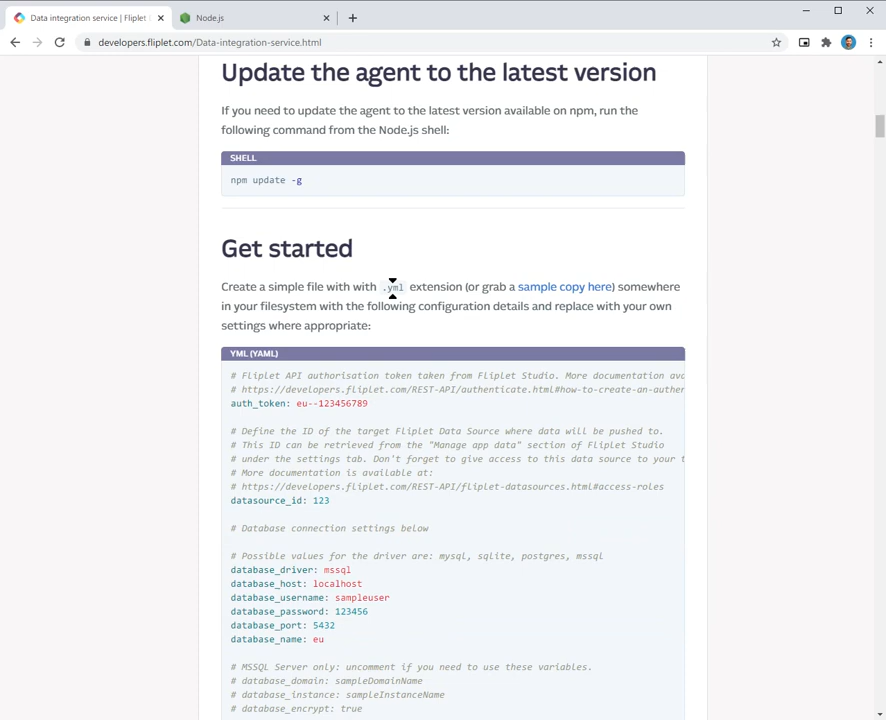 Data integration service | Fliplet
Node.js
developers.fliplet.com/Data-integration-service.html
Update the agent to the latest version
If you need to update the agent to the latest version available on npm, run the
following command from the Node.js shell:
SHELL
npm update -g
Get started
Create a simple file with with .yml extension (or grab a sample copy here) somewhere
in your filesystem with the following configuration details and replace with your own
settings where appropriate:
YML (YAML)
# Fliplet API authorisation token taken from Fliplet Studio. More documentation ava
# https://developers.fliplet.com/REST-API/authenticate.html#how-to-create-an-authen
auth_token: eu--123456789
# Define the ID of the target Fliplet Data Source where data will be pushed to.
# This ID can be retrieved from the "Manage app data" section of Fliplet Studio
# under the settings tab. Don't forget to give access to this data source to your t
# More documentation is available at:
# https://developers.fliplet.com/REST-API/fliplet-datasources.html#access-roles
datasource_id: 123
# Database connection settings below
# Possible values for the driver are: mysql, sqlite, postgres, mssql
database_driver: mssql
database_host: localhost
database_username: sampleuser
database_password: 123456
database_port: 5432
database_name: eu
# MSSQL Server only: uncomment if you need to use these variables.
# database_domain: sampleDomainName
# database_instance: sampleInstanceName
# database_encrypt: true